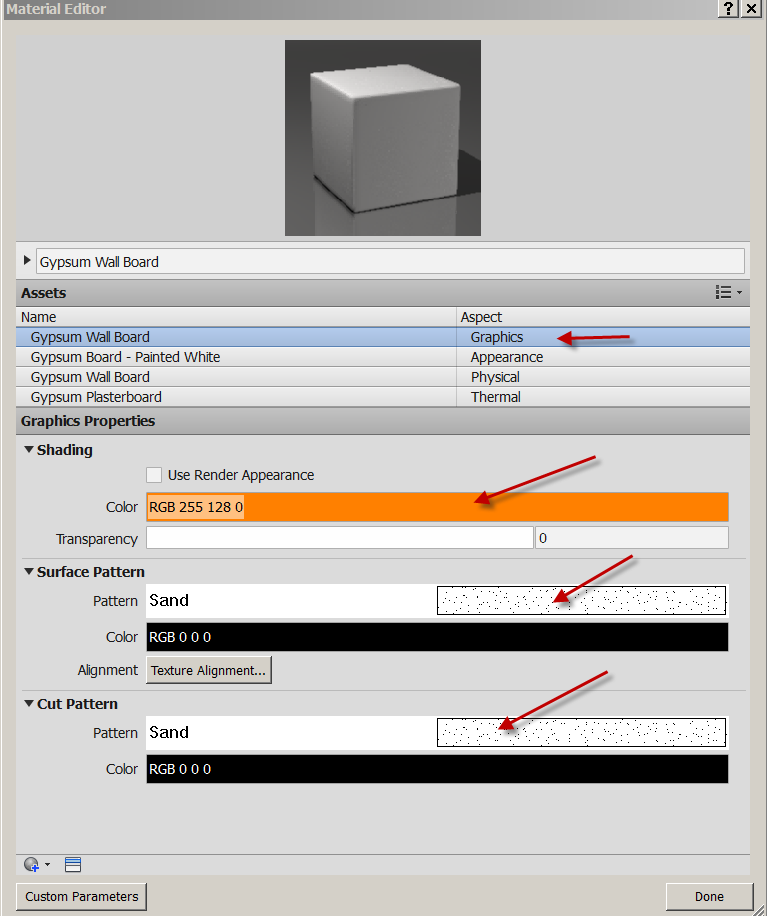 Material Editor
?
Gypsum Wall Board
Assets
Name Aspect
Gypsum Wall Board Graphics
Gypsum Board - Painted White Appearance
Gypsum Wall Board Physical
Gypsum Plasterboard Thermal
Graphics Properties
Shading
Use Render Appearance
Color RGB 255 128 0
Transparency 0
Surface Pattern
Pattern Sand
Color RGB 0 0 0
Alignment Texture Alignment...
Cut Pattern
Pattern Sand
Color RGB 0 0 0
Custom Parameters Done